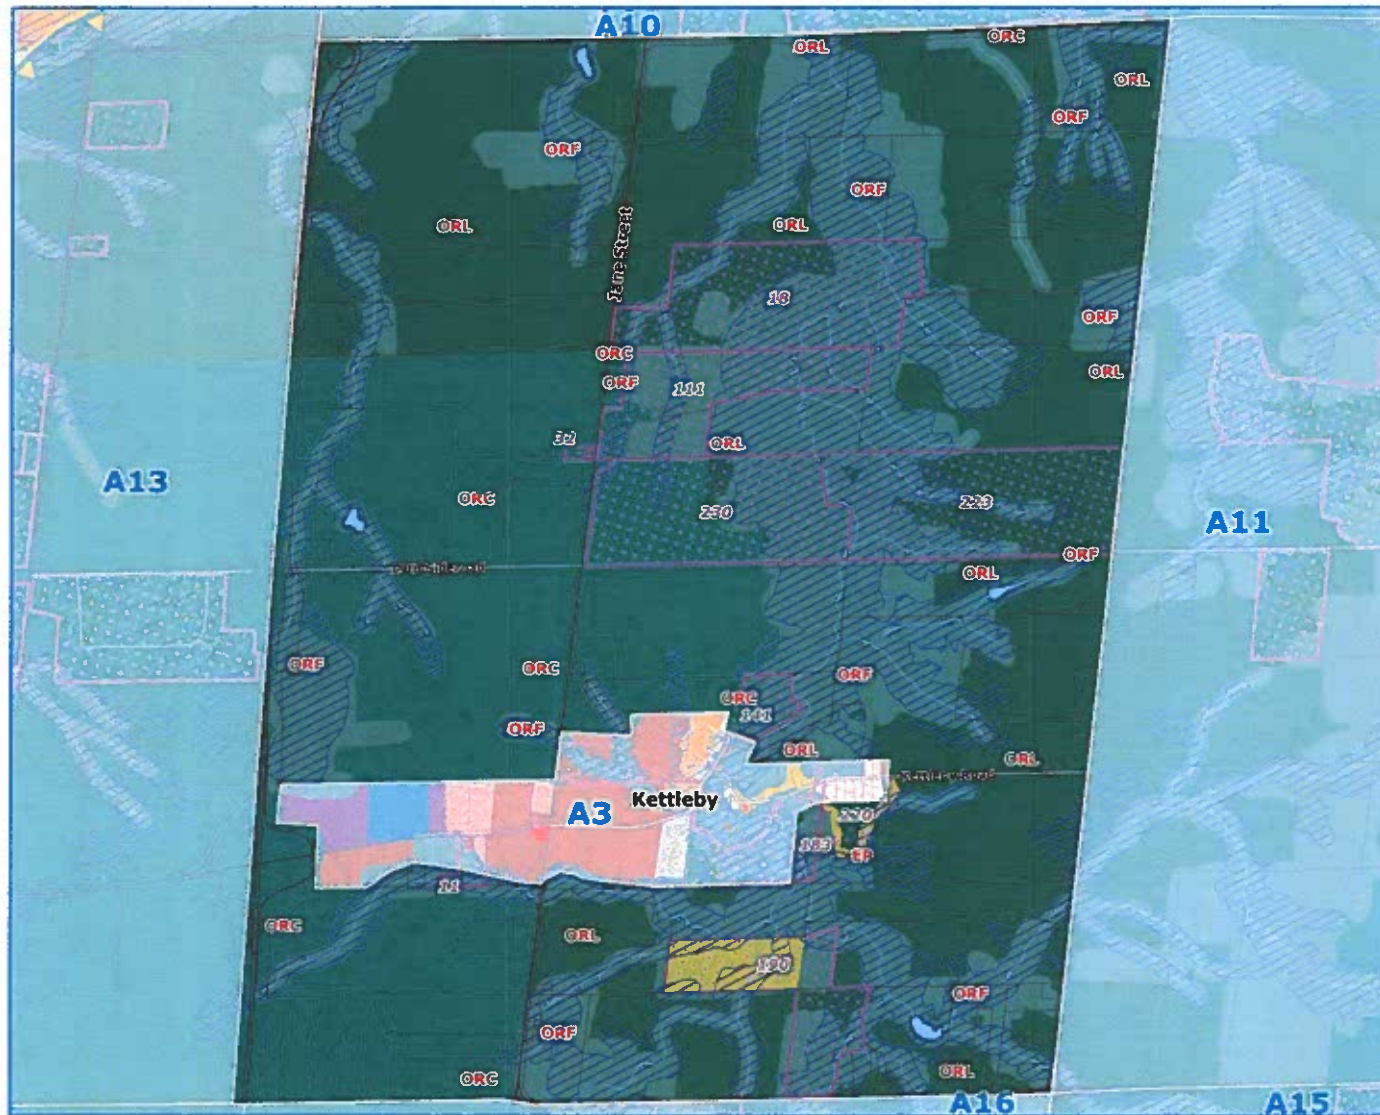 A10
ORL
ORC
ORL
ORF
ORF
ORF
ORL
ORL
Jane Street
18
ORF
ORC
ORF
111
ORL
32
ORL
A13
ORC
230
223
A11
ORF
ORL
ORF
ORC
ORF
ORC
141
ORF
ORL
ORL
Kettleby
A3
220
183
EP
11
ORC
ORL
190
ORF
ORF
ORC
ORL
A16
A15